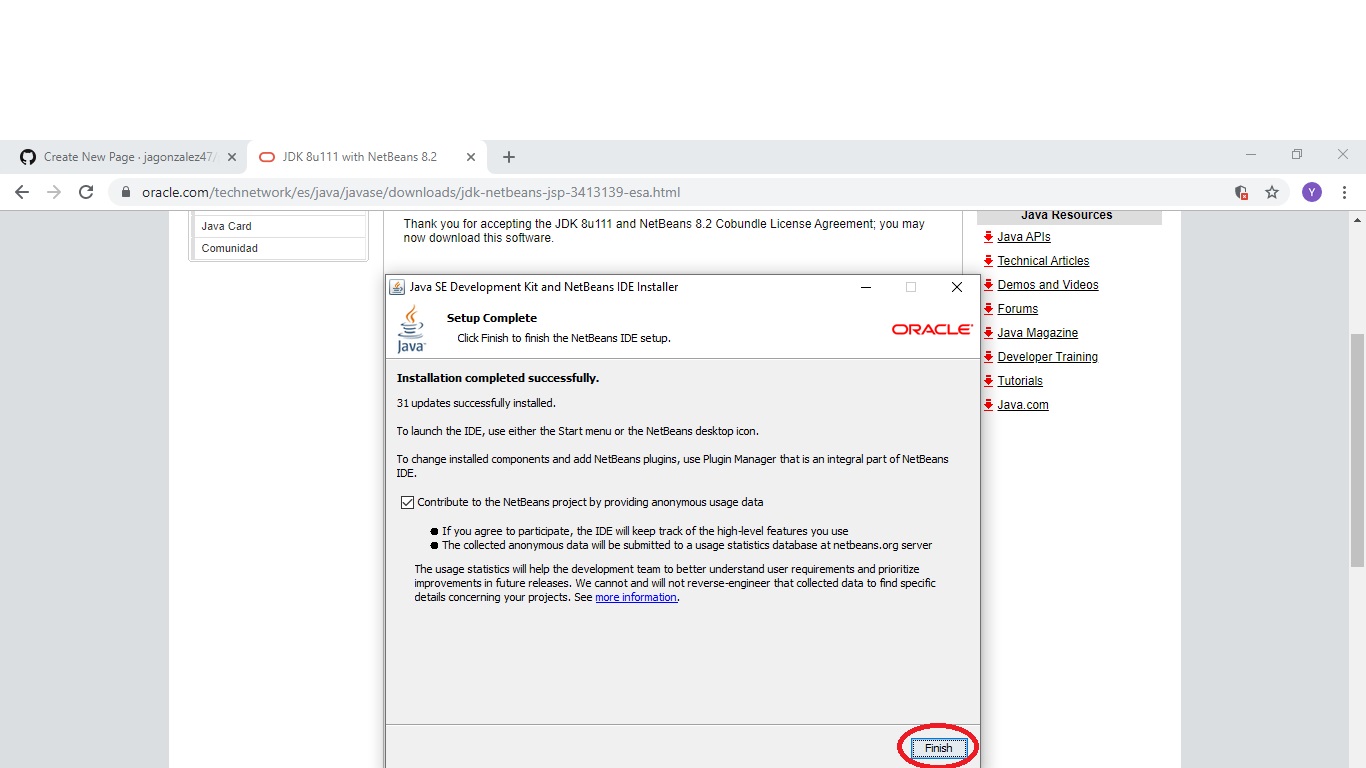 Create New Page · jagonzalez47/
JDK 8u111 with NetBeans 8.2
oracle.com/technetwork/es/java/javase/downloads/jdk-netbeans-jsp-3413139-esa.html
Y
Java Card
Comunidad
Thank you for accepting the JDK 8u111 and NetBeans 8.2 Cobundle License Agreement; you may
now download this software.
Java Resources
Java APIs
Technical Articles
Demos and Videos
Forums
Java Magazine
Developer Training
Tutorials
Java.com
Java SE Development Kit and NetBeans IDE Installer
Java
Setup Complete
Click Finish to finish the NetBeans IDE setup.
ORACLE
Installation completed successfully.
31 updates successfully installed.
To launch the IDE, use either the Start menu or the NetBeans desktop icon.
To change installed components and add NetBeans plugins, use Plugin Manager that is an integral part of NetBeans
IDE.
Contribute to the NetBeans project by providing anonymous usage data
If you agree to participate, the IDE will keep track of the high-level features you use
The collected anonymous data will be submitted to a usage statistics database at netbeans.org server
The usage statistics will help the development team to better understand user requirements and prioritize
improvements in future releases. We cannot and will not reverse-engineer that collected data to find specific
details concerning your projects. See more information.
Finish